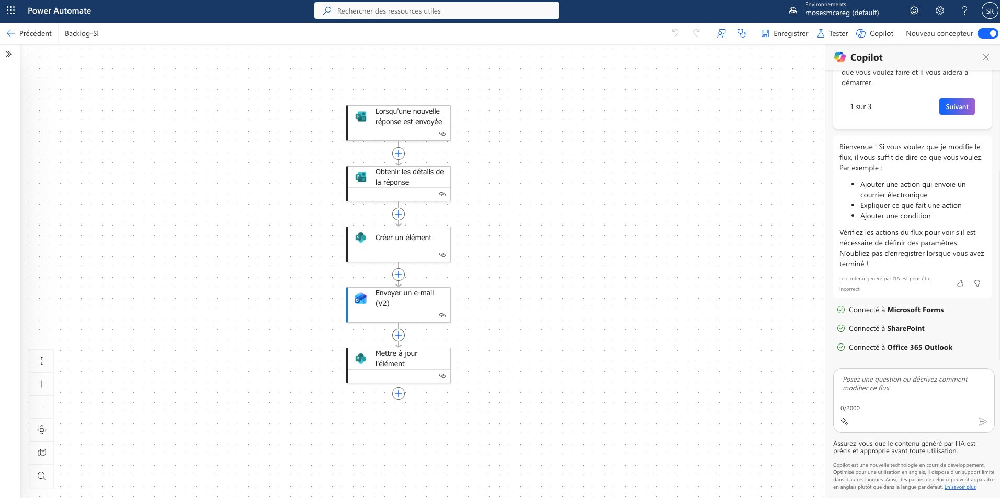 Power Automate
Rechercher des ressources utiles
Environnements
mosesmcareg (default)
SR
Précédent
Backlog-SI
Enregistrer
Tester
Copilot
Nouveau concepteur
Lorsqu'une nouvelle
réponse est envoyée
Obtenir les détails de
la réponse
Créer un élément
Envoyer un e-mail
(V2)
Mettre à jour
l'élément
Copilot
que vous voulez faire et il vous aidera à
démarrer.
1 sur 3
Suivant
Bienvenue ! Si vous voulez que je modifie le
flux, il vous suffit de dire ce que vous voulez.
Par exemple :
• Ajouter une action qui envoie un
courrier électronique
• Expliquer ce que fait une action
• Ajouter une condition
Vérifiez les actions du flux pour voir s'il est
nécessaire de définir des paramètres.
N'oubliez pas d'enregistrer lorsque vous avez
terminé !
Le contenu généré par l'IA est peut-être
incorrect
Connecté à Microsoft Forms
Connecté à SharePoint
Connecté à Office 365 Outlook
Posez une question ou décrivez comment
modifier ce flux
0/2000
Assurez-vous que le contenu généré par l'IA est
précis et approprié avant toute utilisation.
Copilot est une nouvelle technologie en cours de développement.
Optimisé pour une utilisation en anglais, il dispose d'un support limité
dans d'autres langues. Ainsi, des parties de celui-ci peuvent apparaître
en anglais plutôt que dans la langue par défaut. En savoir plus